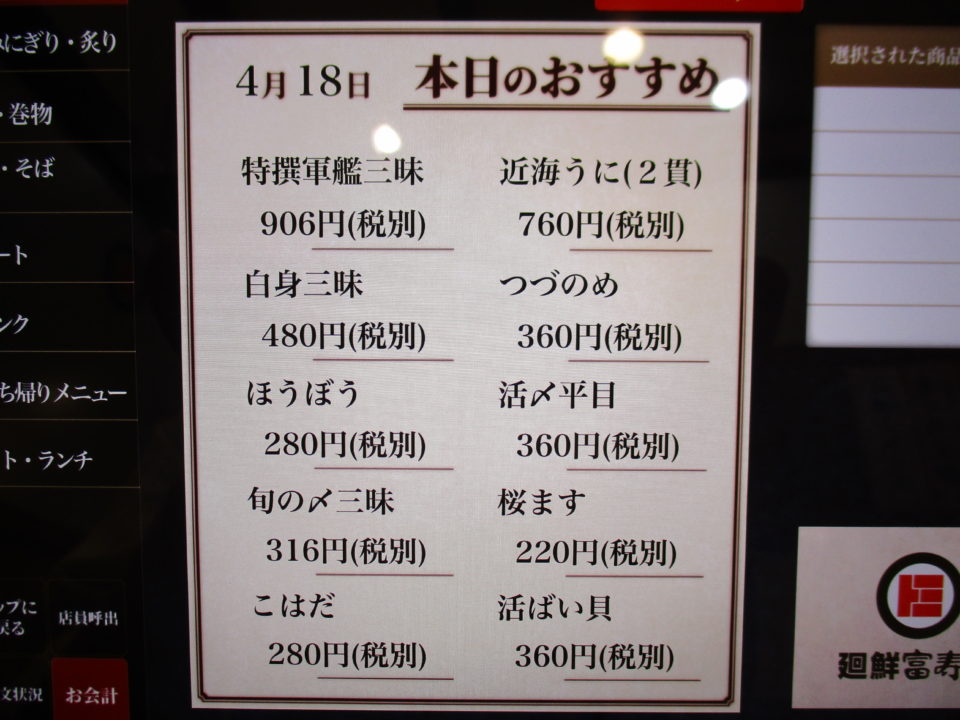 にぎり・炙り
・巻物
・そば
ート
ンク
ち帰りメニュー
ト・ランチ
ップに
戻る
店員呼出
文状況
お会計
4月18日 本日のおすすめ
特撰軍艦三昧
906円(税別)
近海うに(2貫)
760円(税別)
白身三昧
480円(税別)
つづのめ
360円(税別)
ほうぼう
280円(税別)
活〆平目
360円(税別)
旬の〆三昧
316円(税別)
桜ます
220円(税別)
こはだ
280円(税別)
活ばい貝
360円(税別)
選択された商品
廻鮮富寿